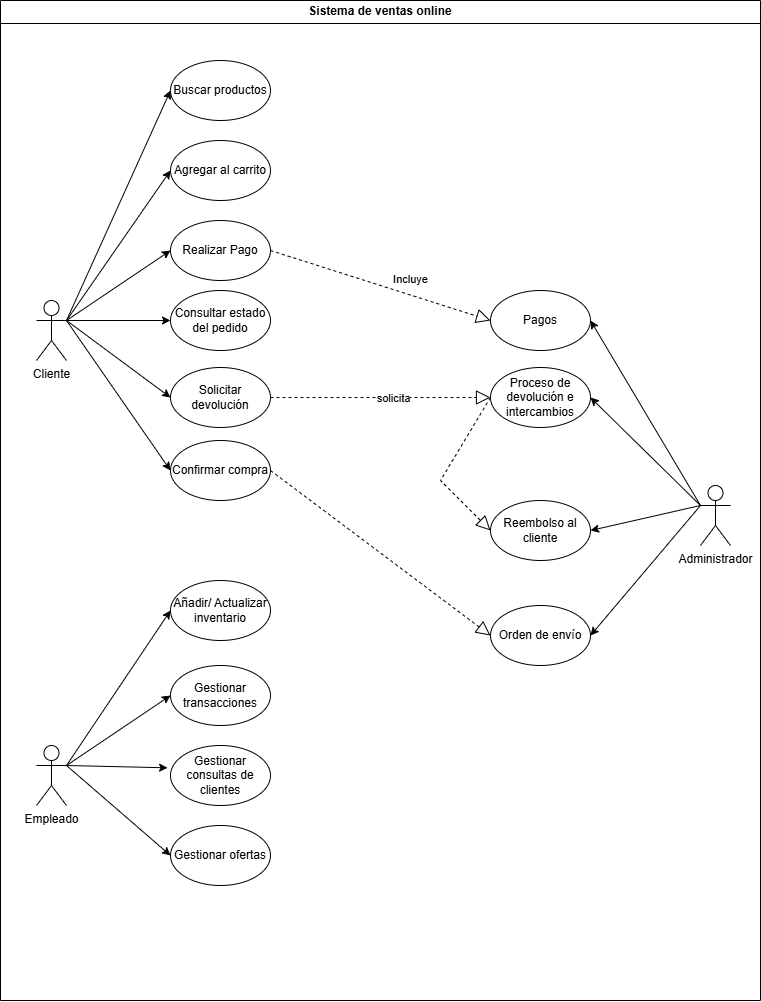 Sistema de ventas online
Buscar productos
Agregar al carrito
Realizar Pago
Incluye
Consultar estado
del pedido
Pagos
Cliente
Solicitar
devolución
solicita
Proceso de
devolución e
intercambios
Confirmar compra
Reembolso al
cliente
Administrador
Añadir/ Actualizar
inventario
Orden de envío
Gestionar
transacciones
Gestionar
consultas de
clientes
Empleado
Gestionar ofertas